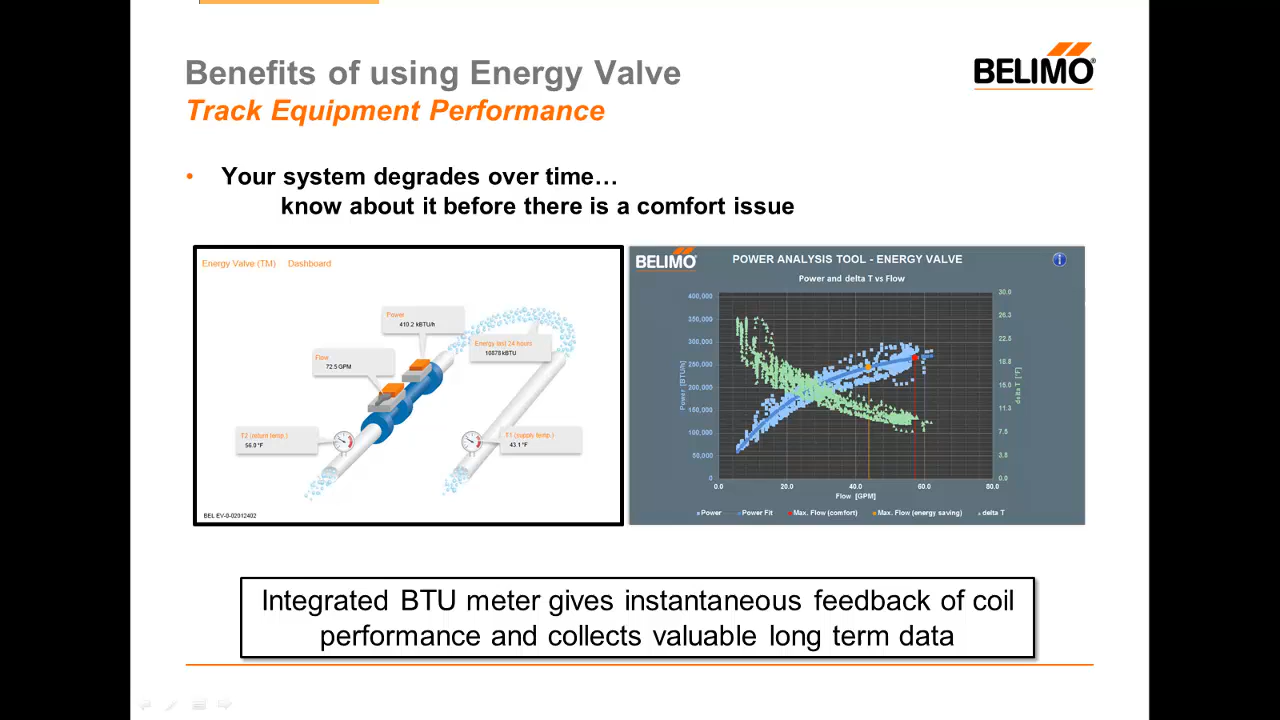 Benefits of using Energy Valve
Track Equipment Performance
BELIMO®
• Your system degrades over time…
know about it before there is a comfort issue
Energy Valve (TM) Dashboard
Power
410.2 kBTU/h
Energy last 24 hours
10878 kBTU
Flow
72.5 GPM
T2 (return temp.)
56.0 °F
T1 (supply temp.)
43.1 °F
BEL EV-0-02012402
BELIMO
POWER ANALYSIS TOOL - ENERGY VALVE
Power and delta T vs Flow
400,000
350,000
300,000
250,000
200,000
150,000
100,000
50,000
0
Power [BTU/h]
30.0
26.3
22.5
18.8
15.0
11.3
7.5
3.8
0.0
delta T [°F]
0.0 20.0 40.0 60.0 80.0
Flow [GPM]
Power Power Fit Max. Flow (comfort) Max. Flow (energy saving) delta T
Integrated BTU meter gives instantaneous feedback of coil
performance and collects valuable long term data